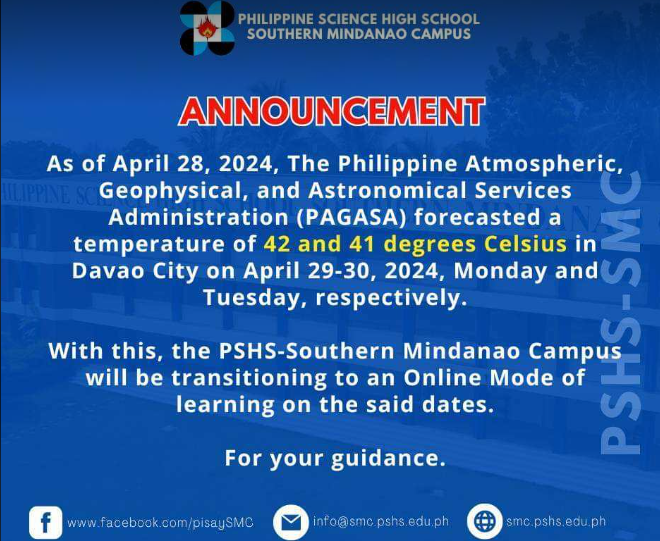 PHILIPPINE SCIENCE HIGH SCHOOL
SOUTHERN MINDANAO CAMPUS
ANNOUNCEMENT
As of April 28, 2024, The Philippine Atmospheric,
Geophysical, and Astronomical Services
Administration (PAGASA) forecasted a
temperature of 42 and 41 degrees Celsius in
Davao City on April 29-30, 2024, Monday and
Tuesday, respectively.
With this, the PSHS-Southern Mindanao Campus
will be transitioning to an Online Mode of
learning on the said dates.
For your guidance.
PSHS-SMC
www.facebook.com/pisaySMC
info@smc.pshs.edu.ph
smc.pshs.edu.ph